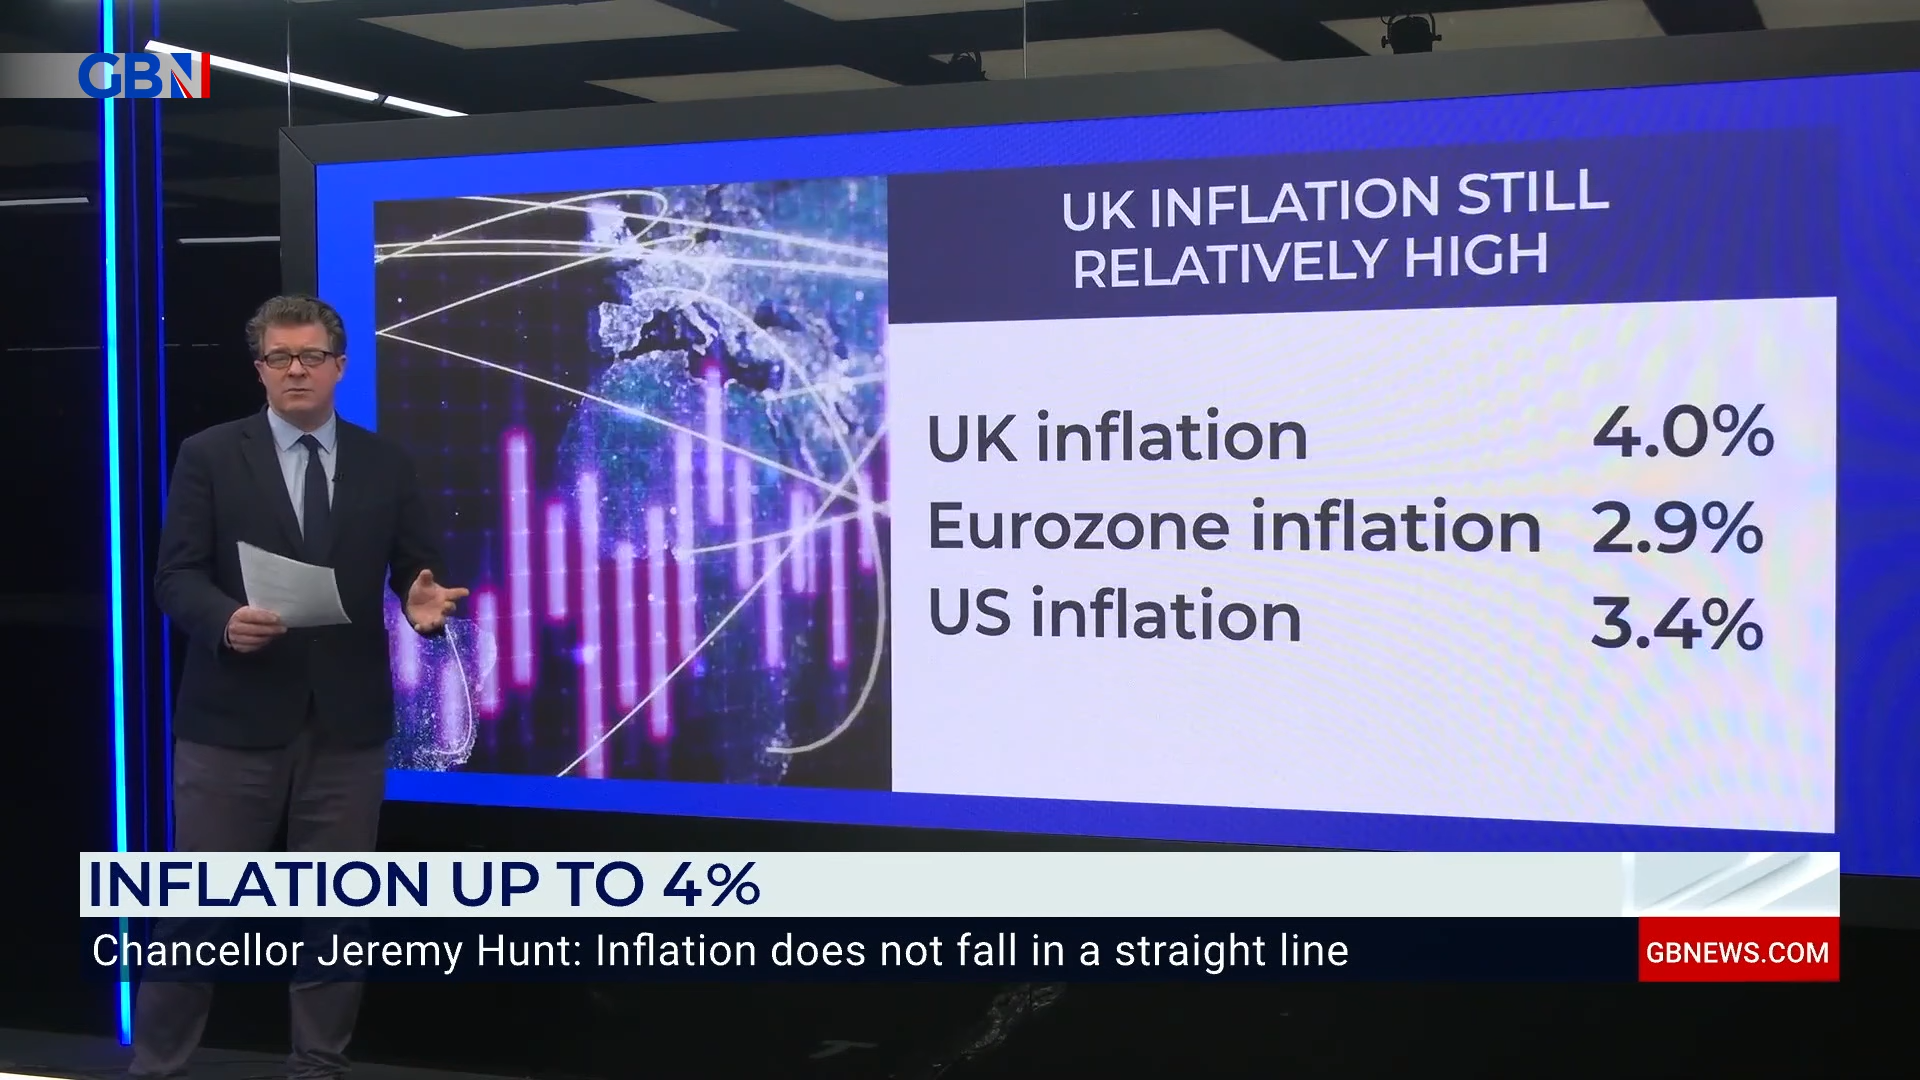 GBN
UK INFLATION STILL
RELATIVELY HIGH
UK inflation 4.0%
Eurozone inflation 2.9%
US inflation 3.4%
INFLATION UP TO 4%
Chancellor Jeremy Hunt: Inflation does not fall in a straight line
GBNEWS.COM